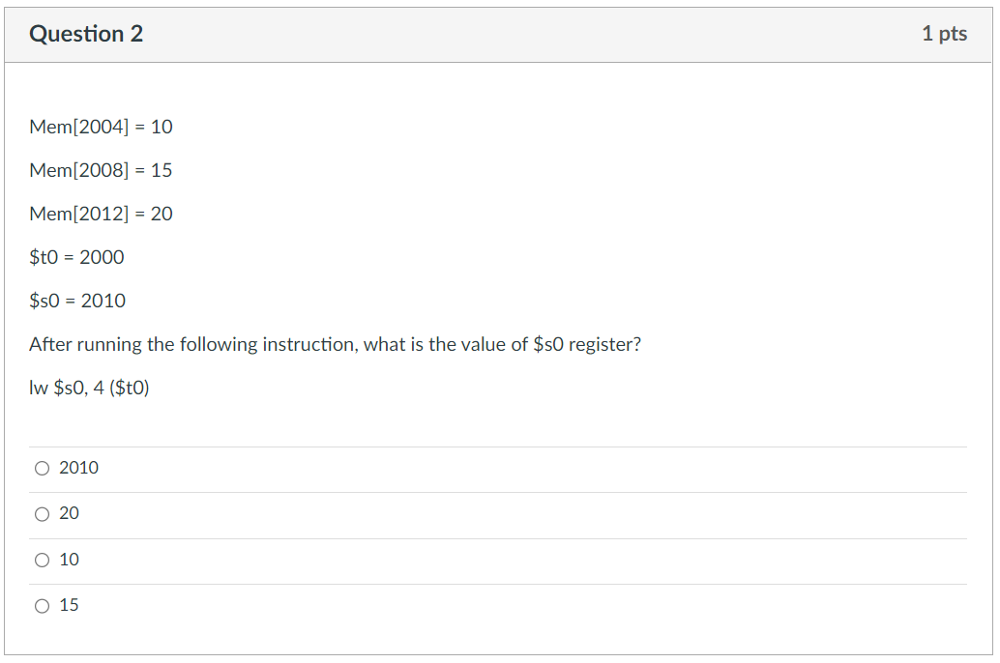 Question 2
1 pts
Mem[2004] = 10
Mem[2008] = 15
Mem[2012] = 20
$t0 = 2000
$s0 = 2010
After running the following instruction, what is the value of $s0 register?
lw $s0, 4 ($t0)
2010
20
10
15